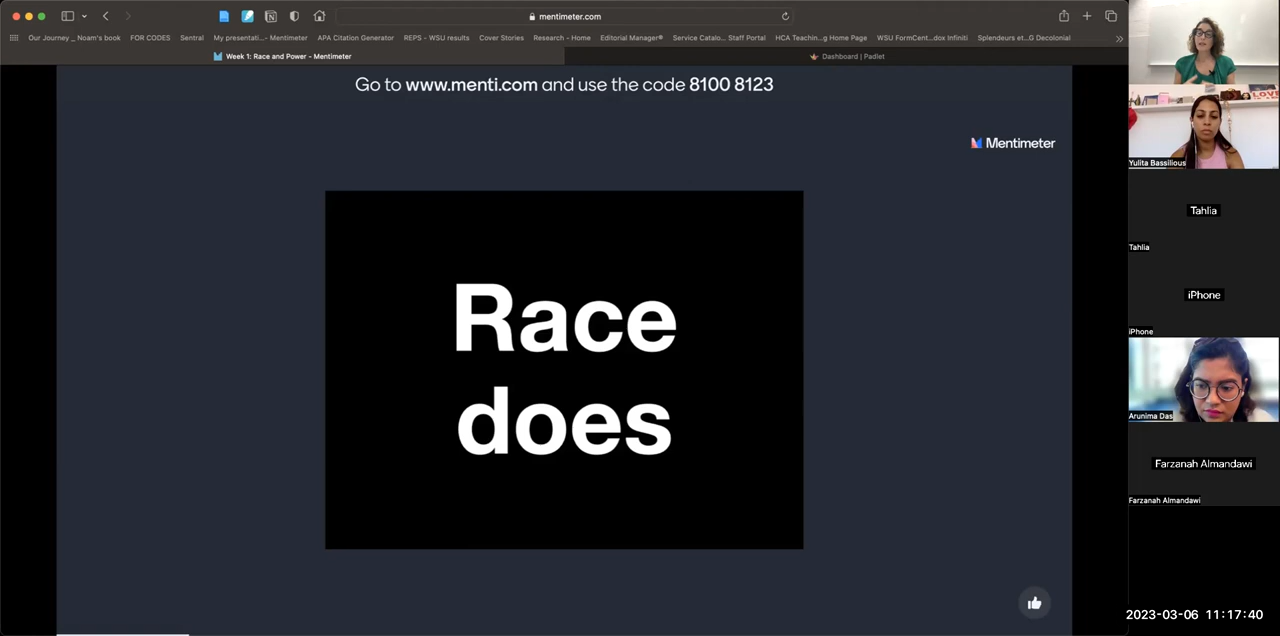 mentimeter.com
Our Journey _ Noam's book
FOR CODES
Sentral
My presentati...- Mentimeter
APA Citation Generator
REPS - WSU results
Cover Stories
Research - Home
Editorial Manager®
Service Catalo... Staff Portal
HCA Teachin...g Home Page
WSU FormCent...dox Infiniti
Splendeurs et...G Decolonial
Week 1: Race and Power - Mentimeter
Dashboard | Padlet
Go to www.menti.com and use the code 8100 8123
Mentimeter
Race
does
LOVE
Yulita Bassilious
Tahlia
Tahlia
iPhone
iPhone
Arunima Das
Farzanah Almandawi
Farzanah Almandawi
2023-03-06 11:17:40